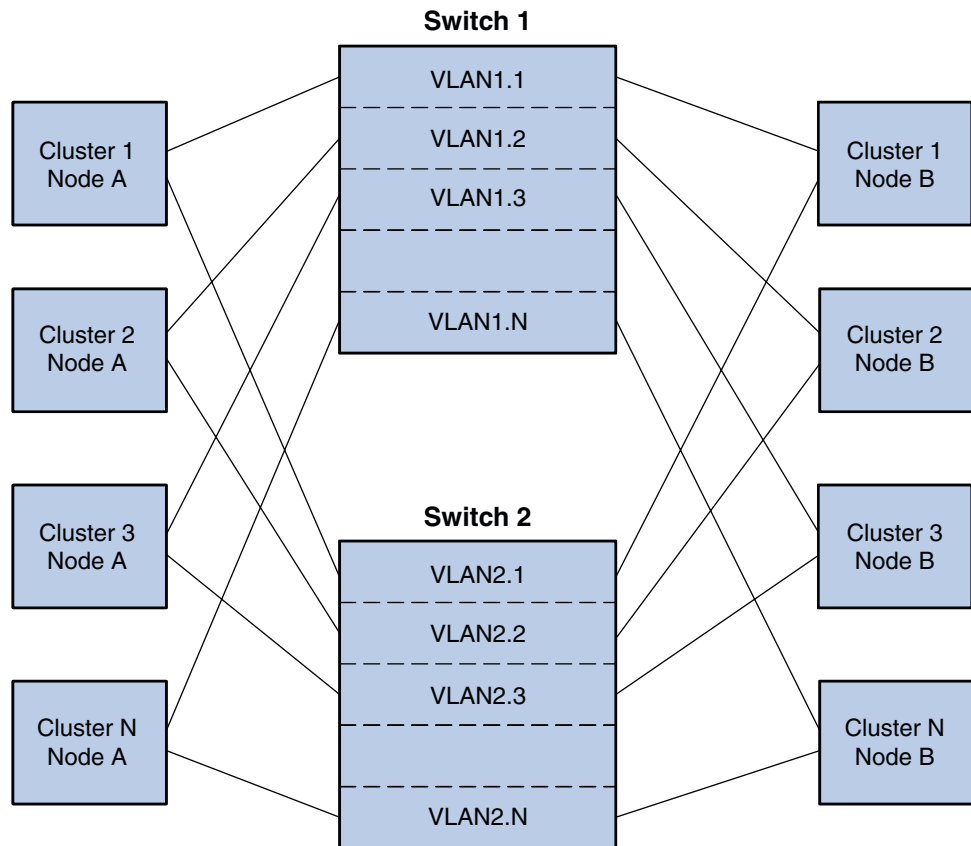 Switch 1
VLAN1.1
VLAN1.2
VLAN1.3
VLAN1.N
Cluster 1
Node A
Cluster 2
Node A
Cluster 3
Node A
Cluster N
Node A
Cluster 1
Node B
Cluster 2
Node B
Cluster 3
Node B
Cluster N
Node B
Switch 2
VLAN2.1
VLAN2.2
VLAN2.3
VLAN2.N